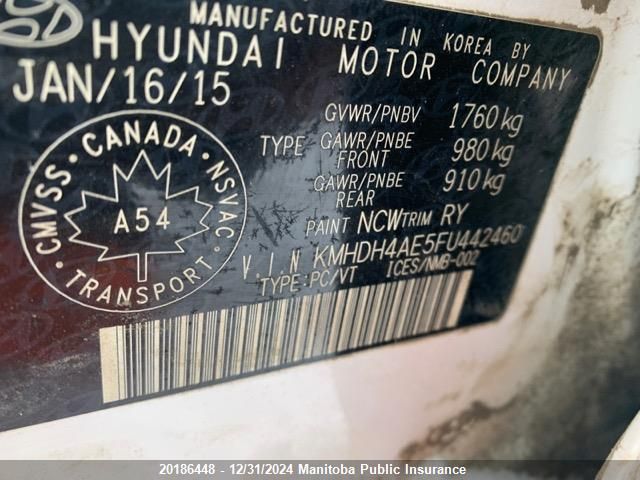 MANUFACTURED IN KOREA BY
HYUNDAI MOTOR COMPANY
JAN/16/15
GVWR/PNBV 1760 kg
TYPE GAWR/PNBE FRONT 980 kg
GAWR/PNBE REAR 910 kg
PAINT NCW TRIM RY
V.I.N KMHDH4AE5FU442460
TYPE:PC/VT ICES/NMB-002
CMVSS · CANADA · NSVAC
A54
TRANSPORT
20186448 - 12/31/2024 Manitoba Public Insurance